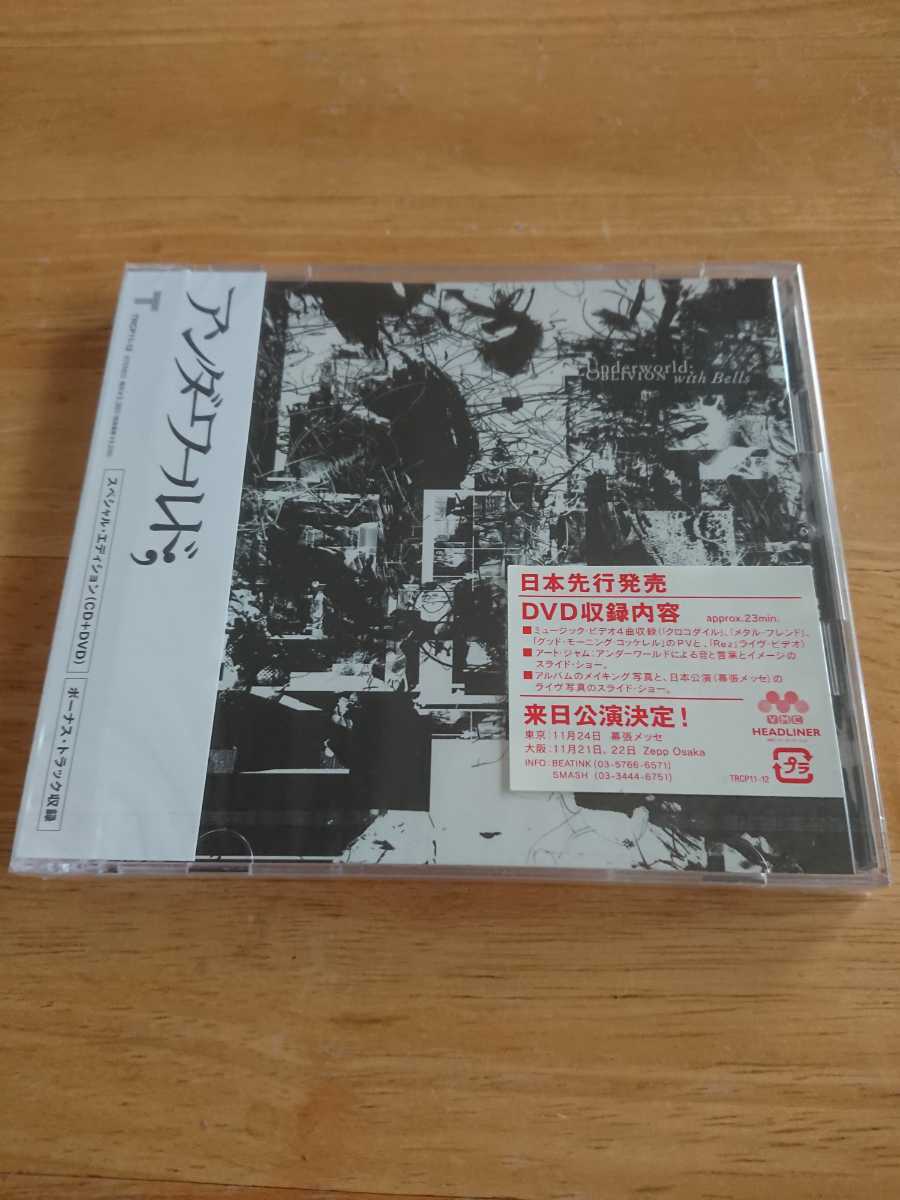 アンダーワールド;
TRCP11-12
スペシャル・エディション(CD+DVD)
ボーナス・トラック収録
Underworld:
OBLIVION with Bells
日本先行発売
DVD収録内容 approx.23min.
■ミュージック・ビデオ4曲収録(「クロコダイル」、「メタル・フレンド」、
「グッド・モーニング・コッケレル」のPVと、「Rez」ライヴ・ビデオ)
■アート・ジャム:アンダーワールドによる音と言葉とイメージの
スライド・ショー。
■アルバムのメイキング写真と、日本公演(幕張メッセ)の
ライヴ写真のスライド・ショー。
来日公演決定!
東京:11月24日 幕張メッセ
大阪:11月21日、22日 Zepp Osaka
INFO:BEATINK(03-5766-6571)
SMASH (03-3444-6751)
VMC
HEADLINER
プラ
TRCP11-12